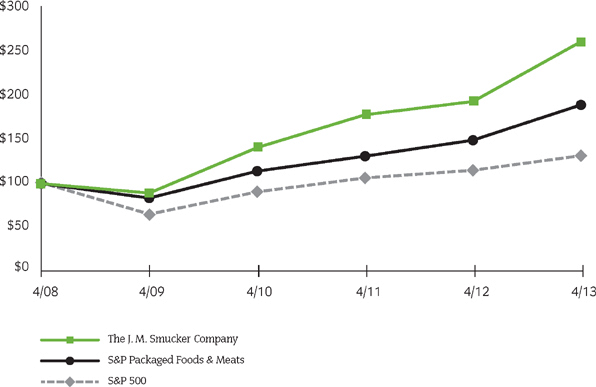 $300
$250
$200
$150
$100
$50
$0
4/08 4/09 4/10 4/11 4/12 4/13
The J. M. Smucker Company
S&P Packaged Foods & Meats
S&P 500